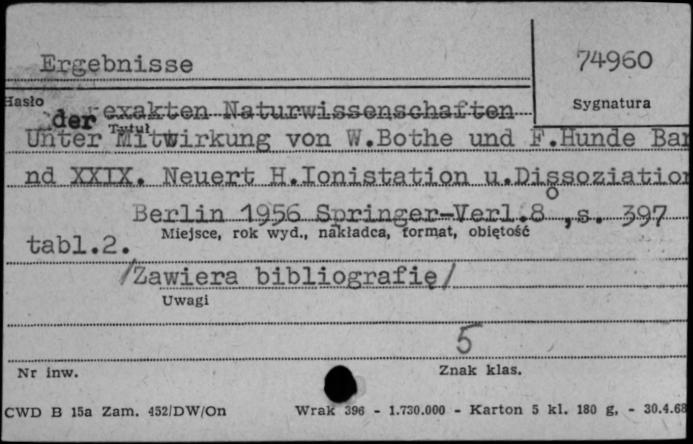 Ergebnisse
74960
Hasło
Sygnatura
der exakten Naturwissenschaften
Tytuł
Unter Mitwirkung von W.Bothe und F.Hunde Ba
nd XXIX. Neuert H.Ionistation u.Dissoziation
Berlin 1956 Springer-Verl.8º,s. 397
Miejsce, rok wyd., nakładca, format, objętość
tabl.2.
/Zawiera bibliografię/
Uwagi
5
Nr inw.
Znak klas.
CWD B 15a Zam. 452/DW/On
Wrak 396 - 1.730.000 - Karton 5 kl. 180 g. - 30.4.68